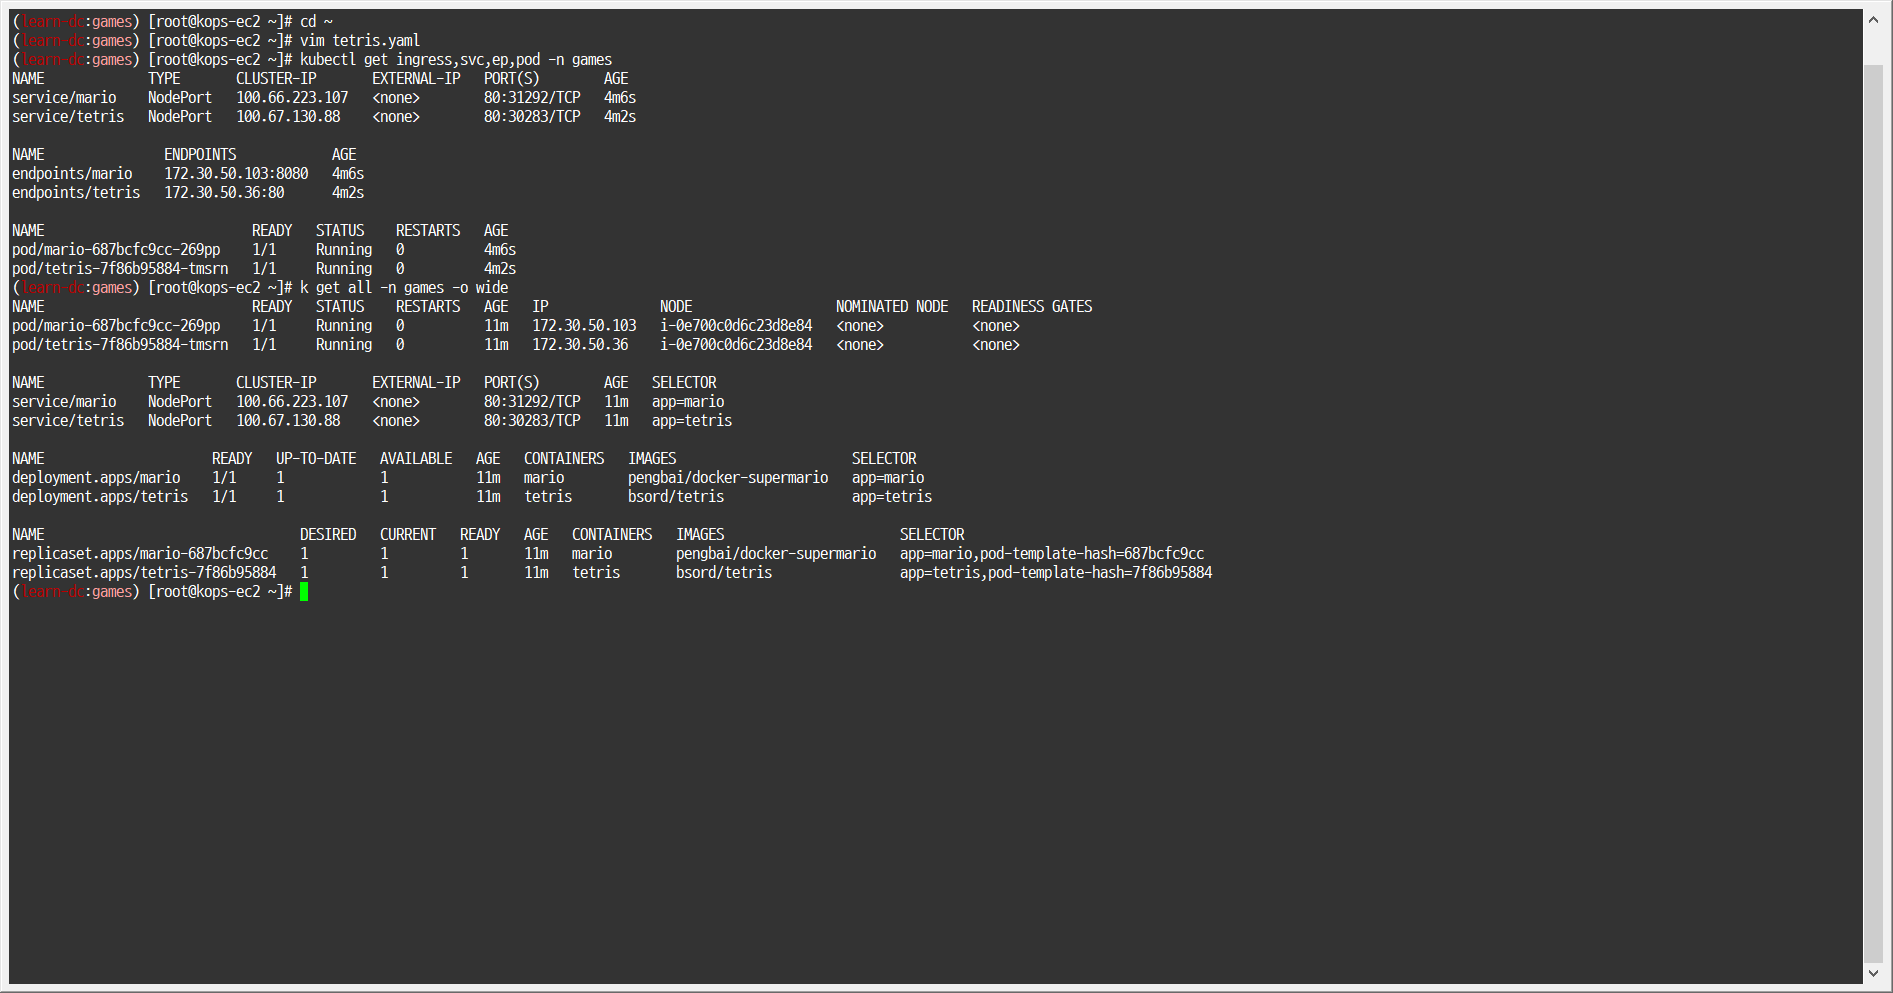 (learn-dc:games) [root@kops-ec2 ~]# cd ~
(learn-dc:games) [root@kops-ec2 ~]# vim tetris.yaml
(learn-dc:games) [root@kops-ec2 ~]# kubectl get ingress,svc,ep,pod -n games
NAME TYPE CLUSTER-IP EXTERNAL-IP PORT(S) AGE
service/mario NodePort 100.66.223.107 <none> 80:31292/TCP 4m6s
service/tetris NodePort 100.67.130.88 <none> 80:30283/TCP 4m2s
NAME ENDPOINTS AGE
endpoints/mario 172.30.50.103:8080 4m6s
endpoints/tetris 172.30.50.36:80 4m2s
NAME READY STATUS RESTARTS AGE
pod/mario-687bcfc9cc-269pp 1/1 Running 0 4m6s
pod/tetris-7f86b95884-tmsrn 1/1 Running 0 4m2s
(learn-dc:games) [root@kops-ec2 ~]# k get all -n games -o wide
NAME READY STATUS RESTARTS AGE IP NODE NOMINATED NODE READINESS GATES
pod/mario-687bcfc9cc-269pp 1/1 Running 0 11m 172.30.50.103 i-0e700c0d6c23d8e84 <none> <none>
pod/tetris-7f86b95884-tmsrn 1/1 Running 0 11m 172.30.50.36 i-0e700c0d6c23d8e84 <none> <none>
NAME TYPE CLUSTER-IP EXTERNAL-IP PORT(S) AGE SELECTOR
service/mario NodePort 100.66.223.107 <none> 80:31292/TCP 11m app=mario
service/tetris NodePort 100.67.130.88 <none> 80:30283/TCP 11m app=tetris
NAME READY UP-TO-DATE AVAILABLE AGE CONTAINERS IMAGES SELECTOR
deployment.apps/mario 1/1 1 1 11m mario pengbai/docker-supermario app=mario
deployment.apps/tetris 1/1 1 1 11m tetris bsord/tetris app=tetris
NAME DESIRED CURRENT READY AGE CONTAINERS IMAGES SELECTOR
replicaset.apps/mario-687bcfc9cc 1 1 1 11m mario pengbai/docker-supermario app=mario,pod-template-hash=687bcfc9cc
replicaset.apps/tetris-7f86b95884 1 1 1 11m tetris bsord/tetris app=tetris,pod-template-hash=7f86b95884
(learn-dc:games) [root@kops-ec2 ~]#